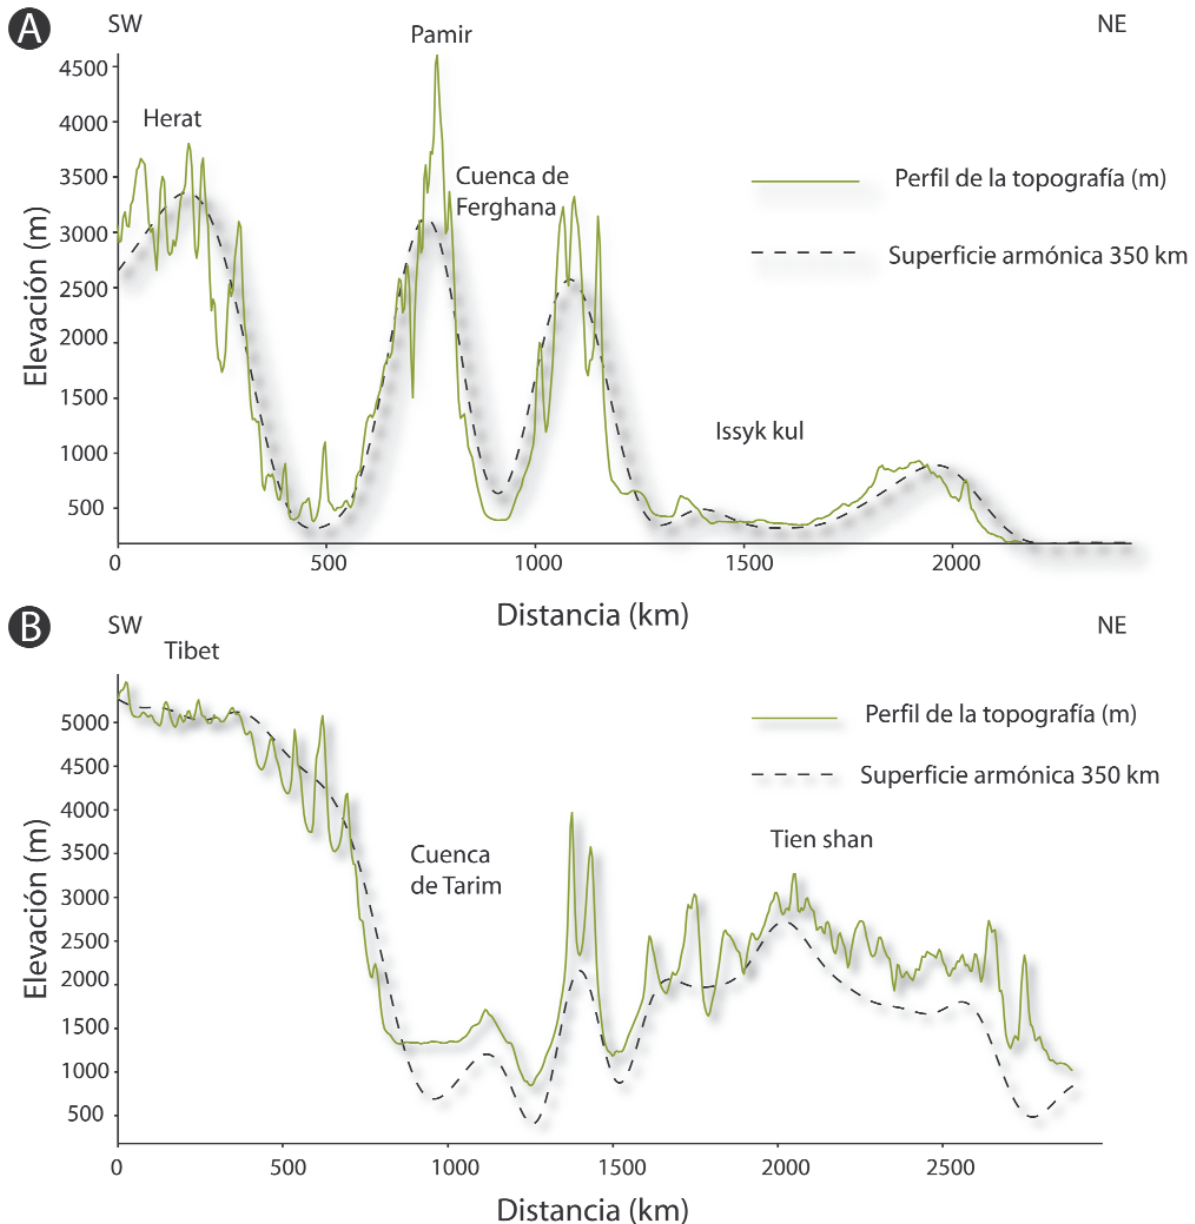 A
SW
Pamir
NE
4500
4000
Herat
3500
Cuenca de
Ferghana
Perfil de la topografía (m)
3000
Superficie armónica 350 km
2500
2000
Elevación (m)
1500
1000
Issyk kul
500
0
500
1000
1500
2000
Distancia (km)
B
SW
NE
Tibet
5000
Perfil de la topografía (m)
4500
Superficie armónica 350 km
4000
3500
Cuenca
de Tarim
Tien shan
3000
2500
Elevación (m)
2000
1500
1000
500
0
500
1000
1500
2000
2500
Distancia (km)